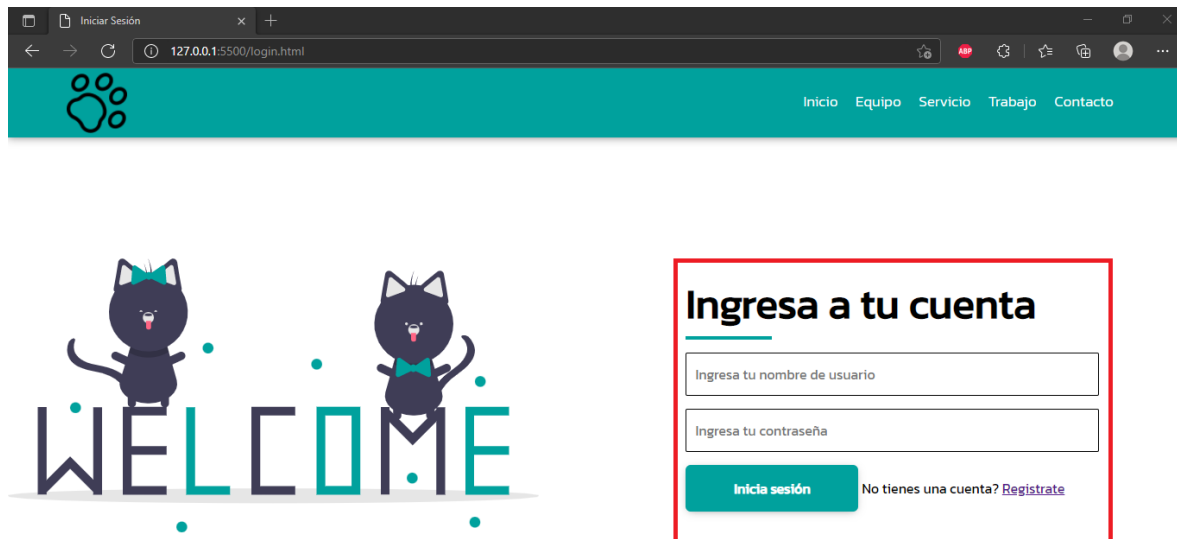 Iniciar Sesión
127.0.0.1:5500/login.html
ABP
Inicio Equipo Servicio Trabajo Contacto
WELCOME
Ingresa a tu cuenta
Ingresa tu nombre de usuario
Ingresa tu contraseña
Inicia sesión No tienes una cuenta? Registrate